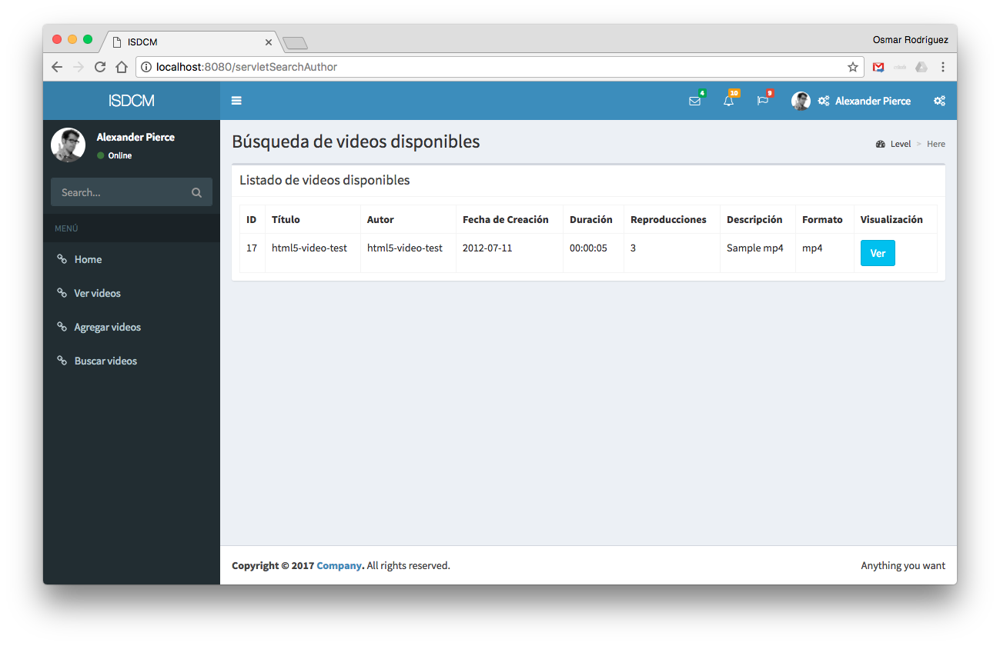 ISDCM
Osmar Rodríguez
localhost:8080/servletSearchAuthor
ISDCM
4
10
9
Alexander Pierce
Alexander Pierce
Online
Search...
MENÚ
Home
Ver videos
Agregar videos
Buscar videos
Búsqueda de videos disponibles
Level > Here
Listado de videos disponibles
ID Título Autor Fecha de Creación Duración Reproducciones Descripción Formato Visualización
17 html5-video-test html5-video-test 2012-07-11 00:00:05 3 Sample mp4 mp4 Ver
Copyright © 2017 Company. All rights reserved.
Anything you want